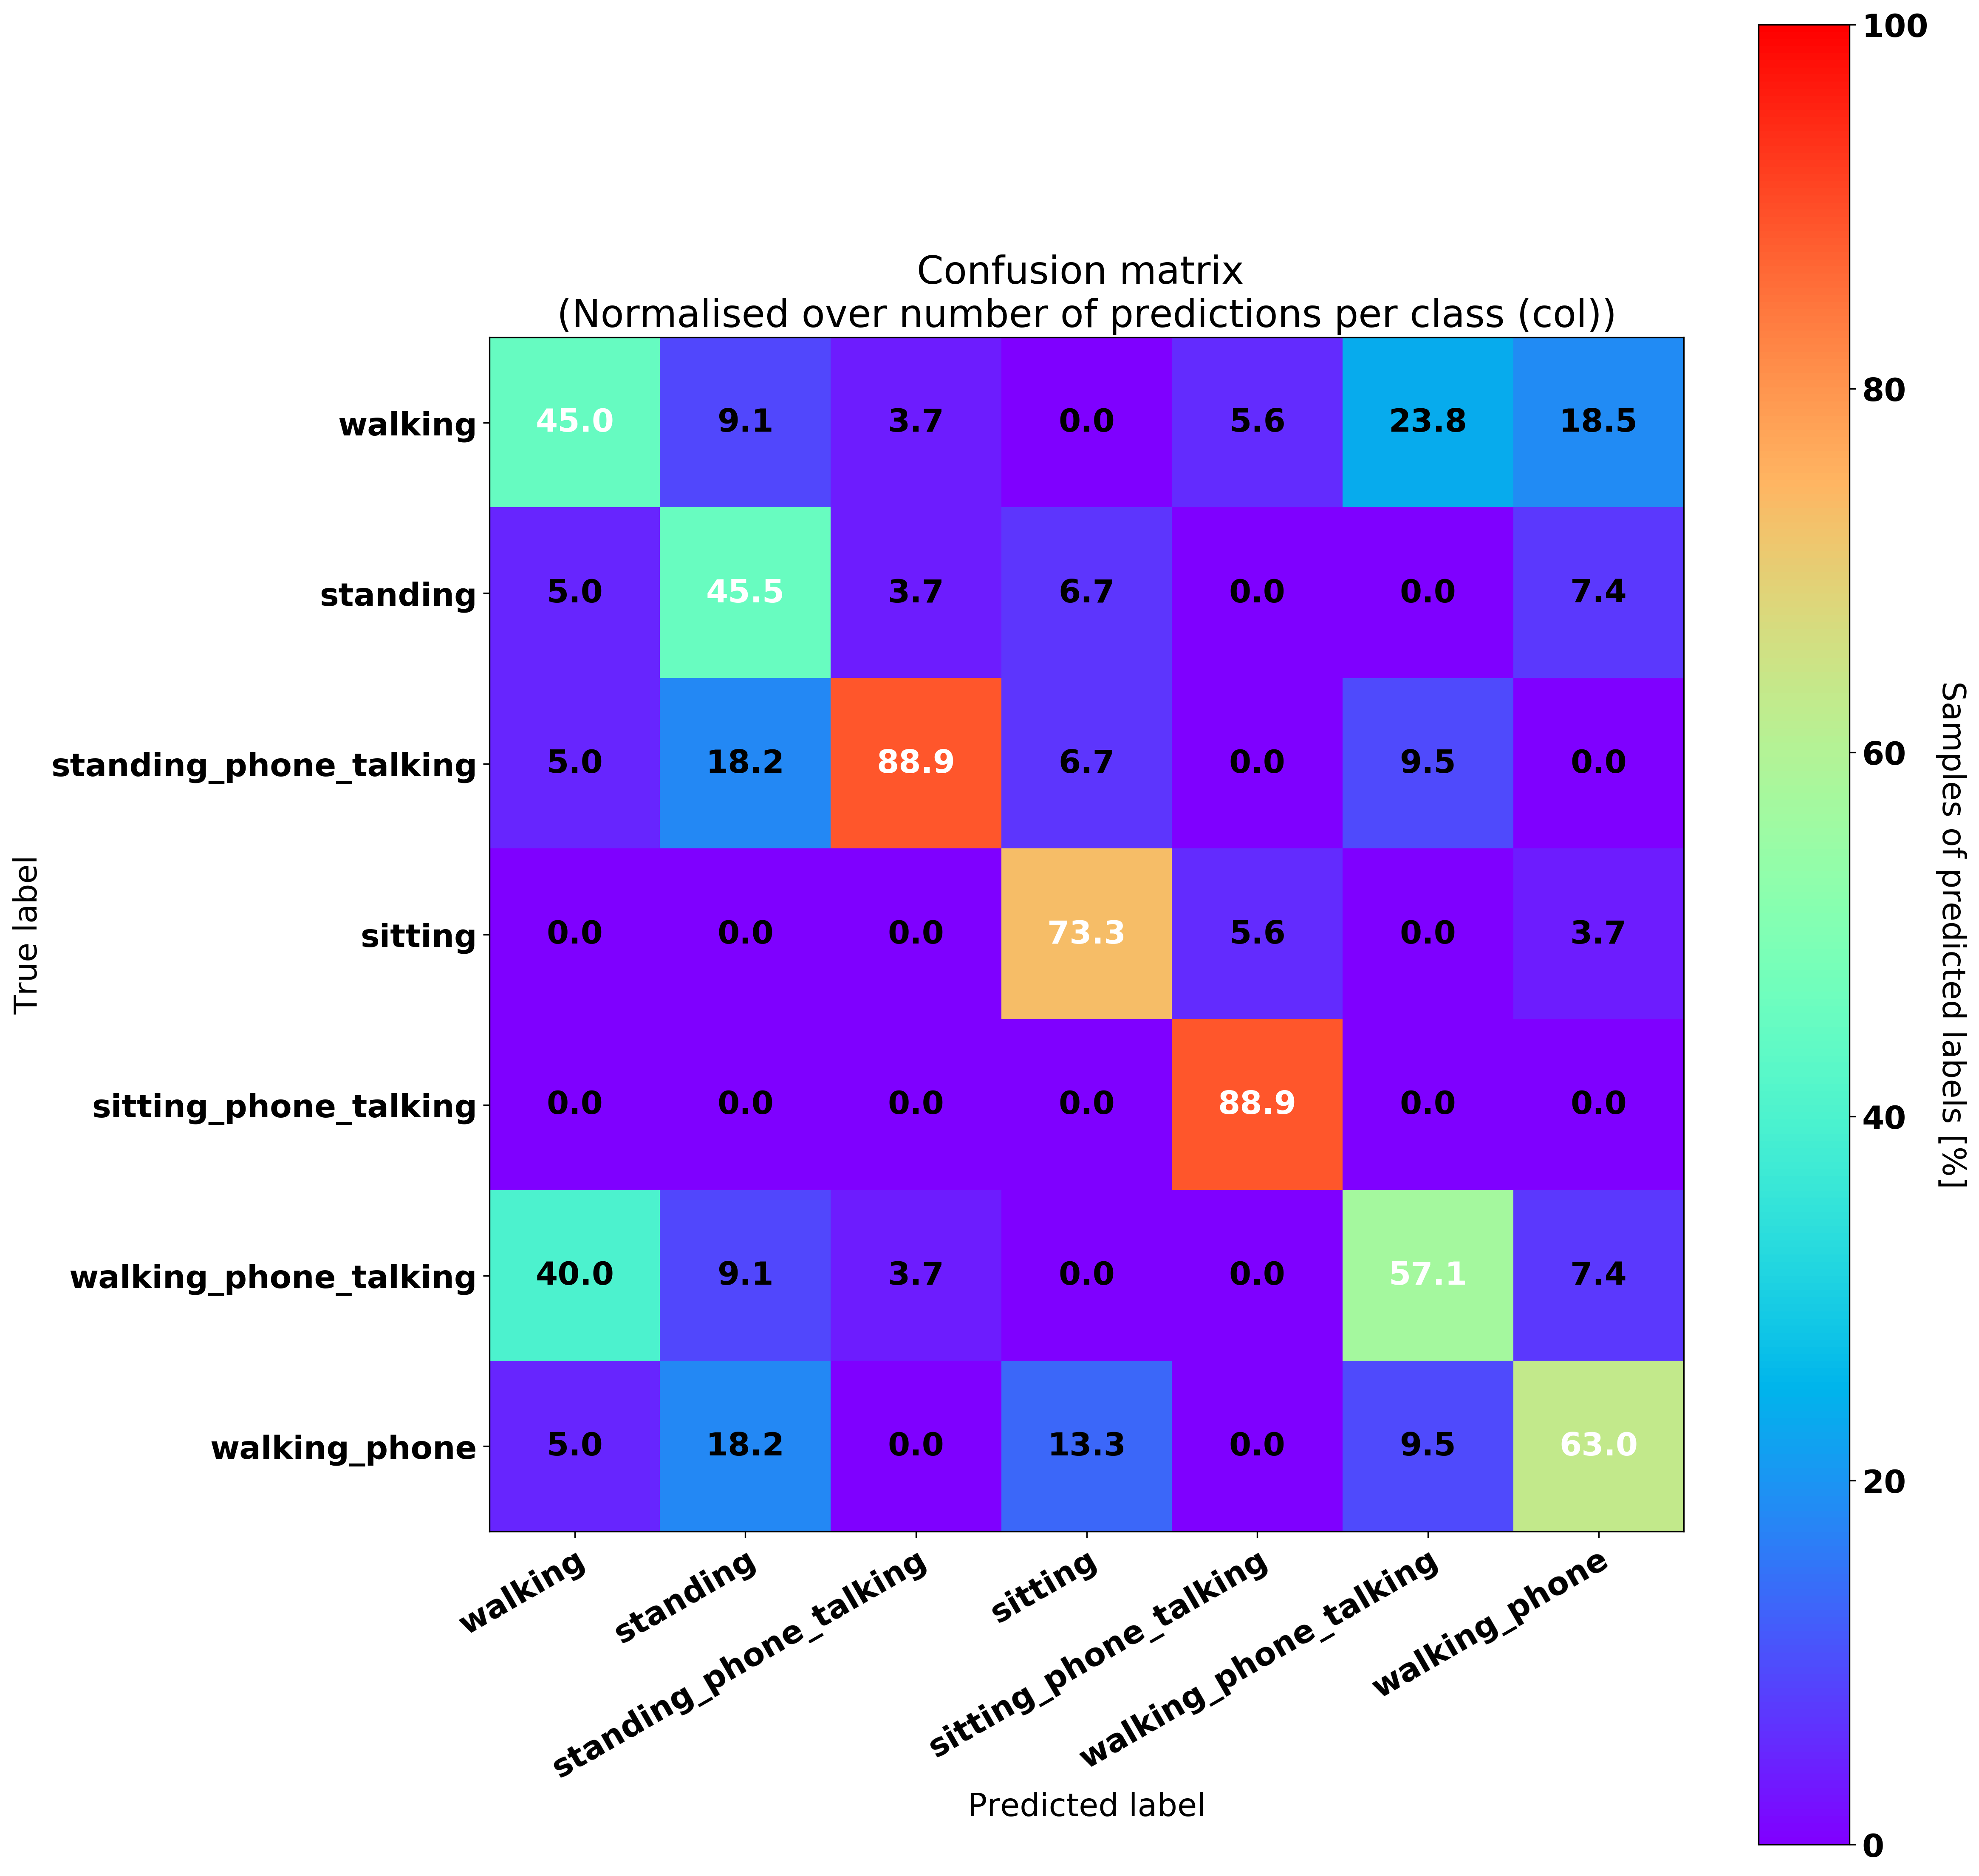 Confusion matrix
(Normalised over number of predictions per class (col))
True label
walking 45.0 9.1 3.7 0.0 5.6 23.8 18.5
standing 5.0 45.5 3.7 6.7 0.0 0.0 7.4
standing_phone_talking 5.0 18.2 88.9 6.7 0.0 9.5 0.0
sitting 0.0 0.0 0.0 73.3 5.6 0.0 3.7
sitting_phone_talking 0.0 0.0 0.0 0.0 88.9 0.0 0.0
walking_phone_talking 40.0 9.1 3.7 0.0 0.0 57.1 7.4
walking_phone 5.0 18.2 0.0 13.3 0.0 9.5 63.0
walking
standing
standing_phone_talking
sitting
sitting_phone_talking
walking_phone_talking
walking_phone
Predicted label
100
80
60
40
20
0
Samples of predicted labels [%]